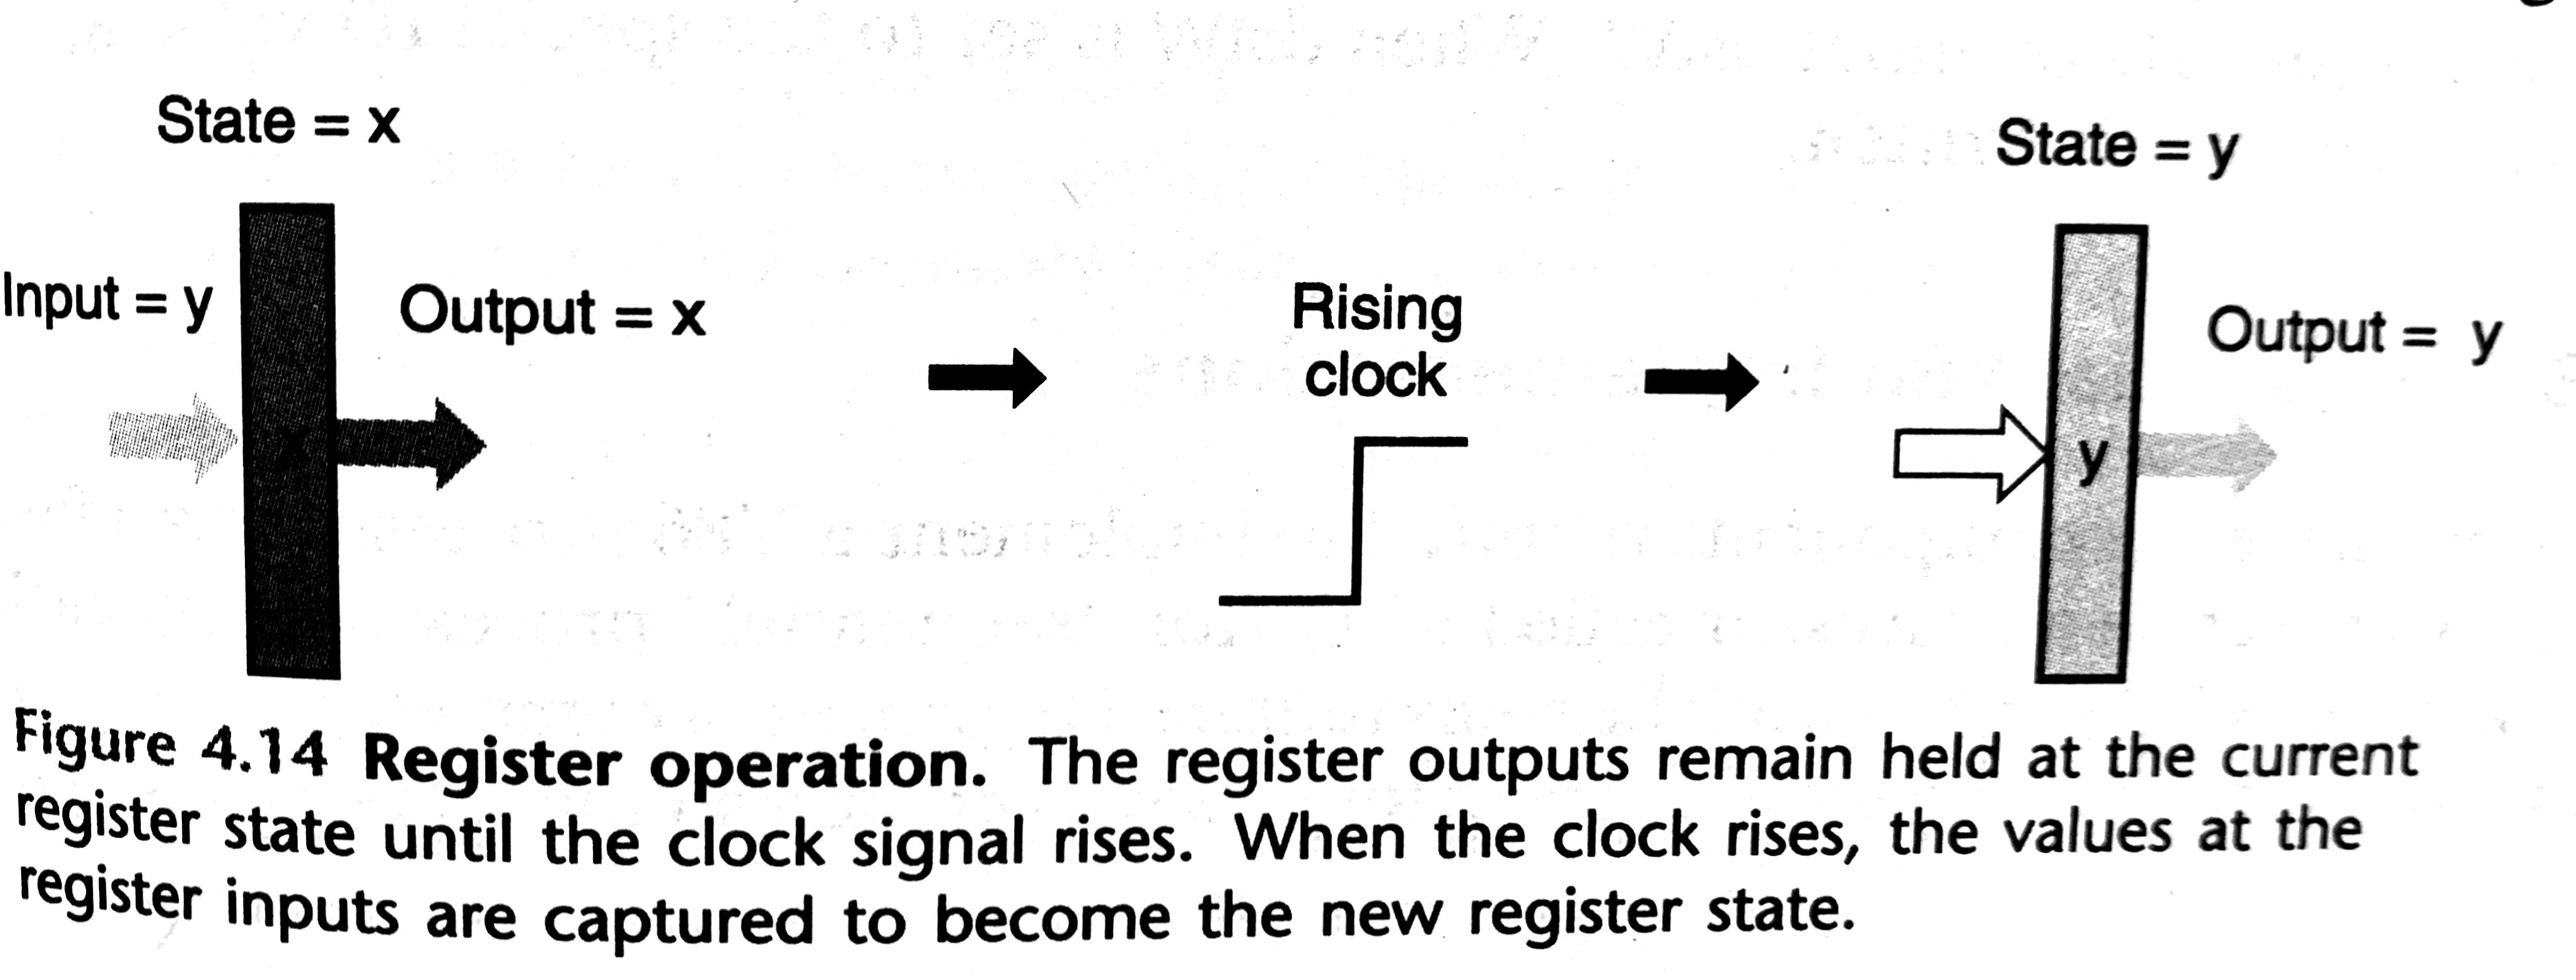 State = x
Input = y
Output = x
x
Rising
clock
State = y
Output = y
y
Figure 4.14 Register operation. The register outputs remain held at the current
register state until the clock signal rises. When the clock rises, the values at the
register inputs are captured to become the new register state.